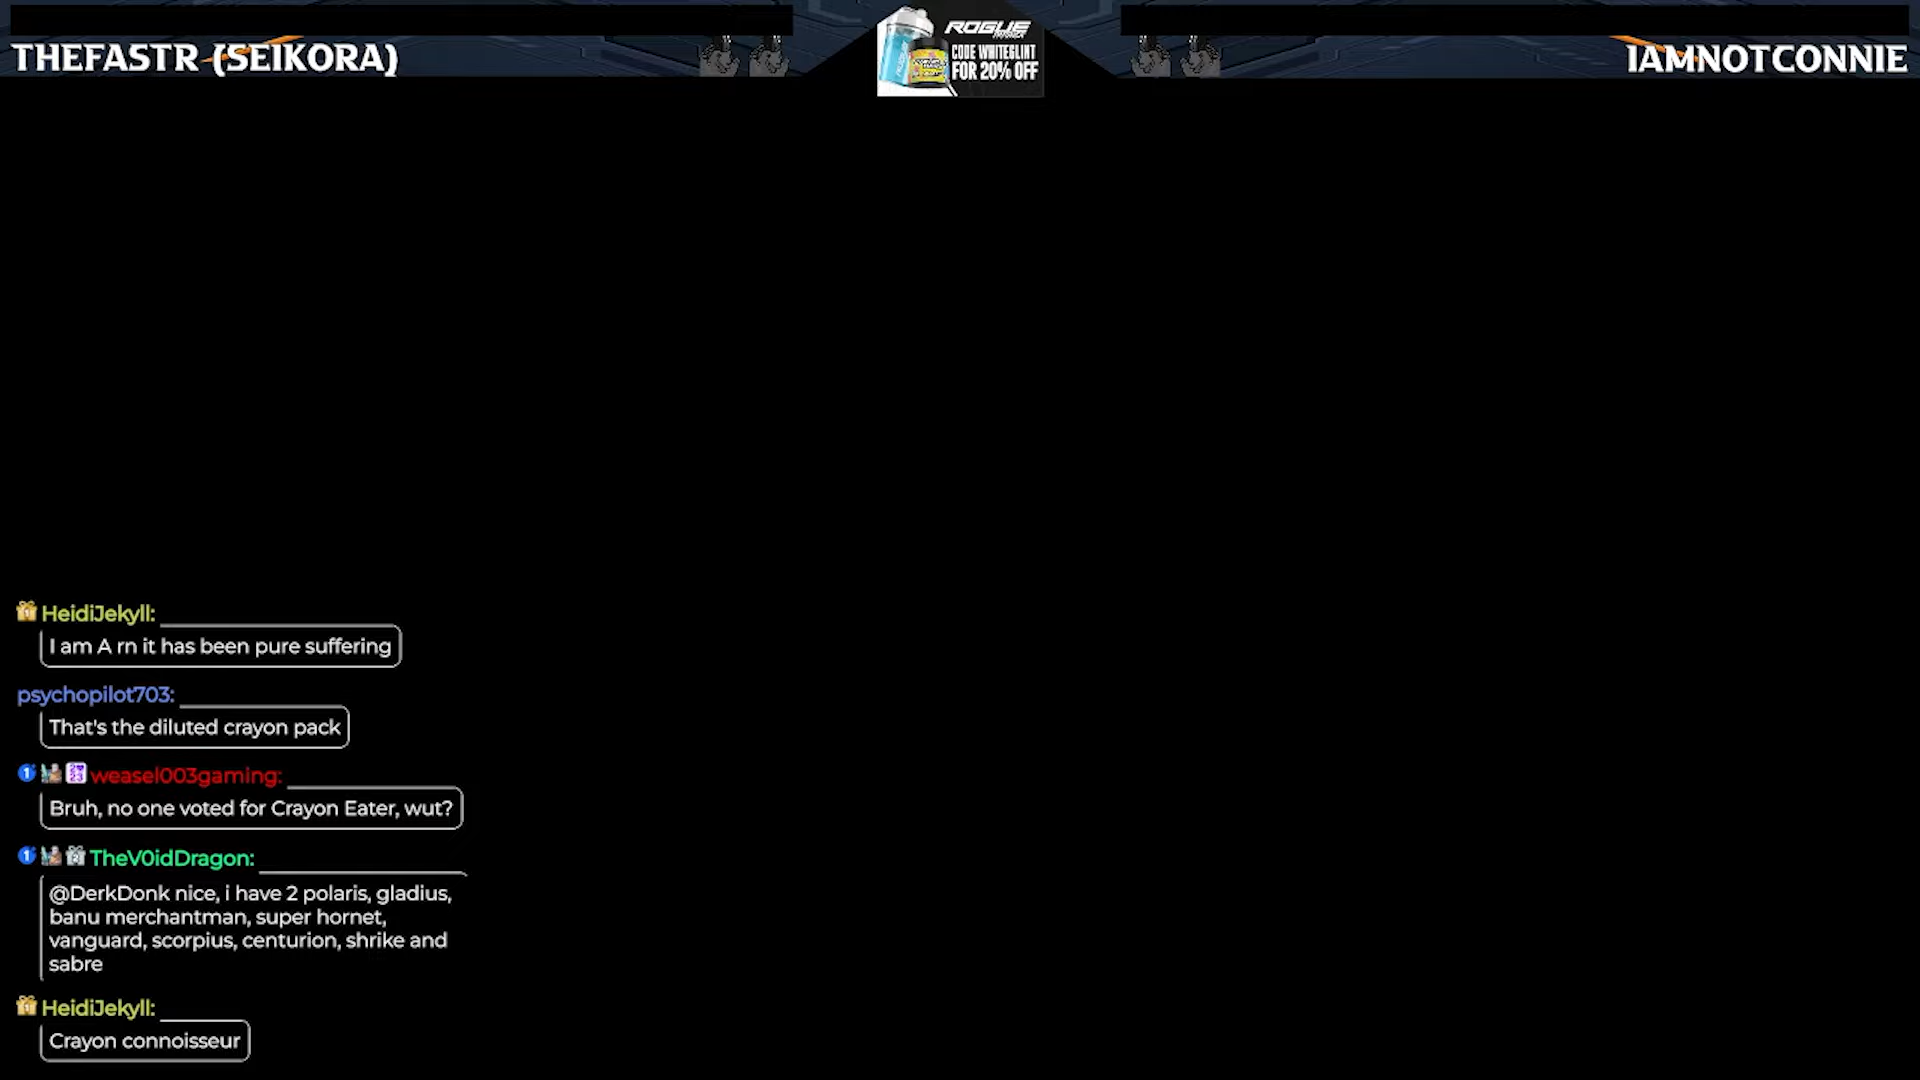 THEFASTR (SEIKORA)
ROGUE
CODE WHITEGLINT
FOR 20% OFF
IAMNOTCONNIE
HeidiJekyll:
I am A rn it has been pure suffering
psychopilot703:
That's the diluted crayon pack
weasel003gaming:
Bruh, no one voted for Crayon Eater, wut?
TheV0idDragon:
@DerkDonk nice, i have 2 polaris, gladius,
banu merchantman, super hornet,
vanguard, scorpius, centurion, shrike and
sabre
HeidiJekyll:
Crayon connoisseur